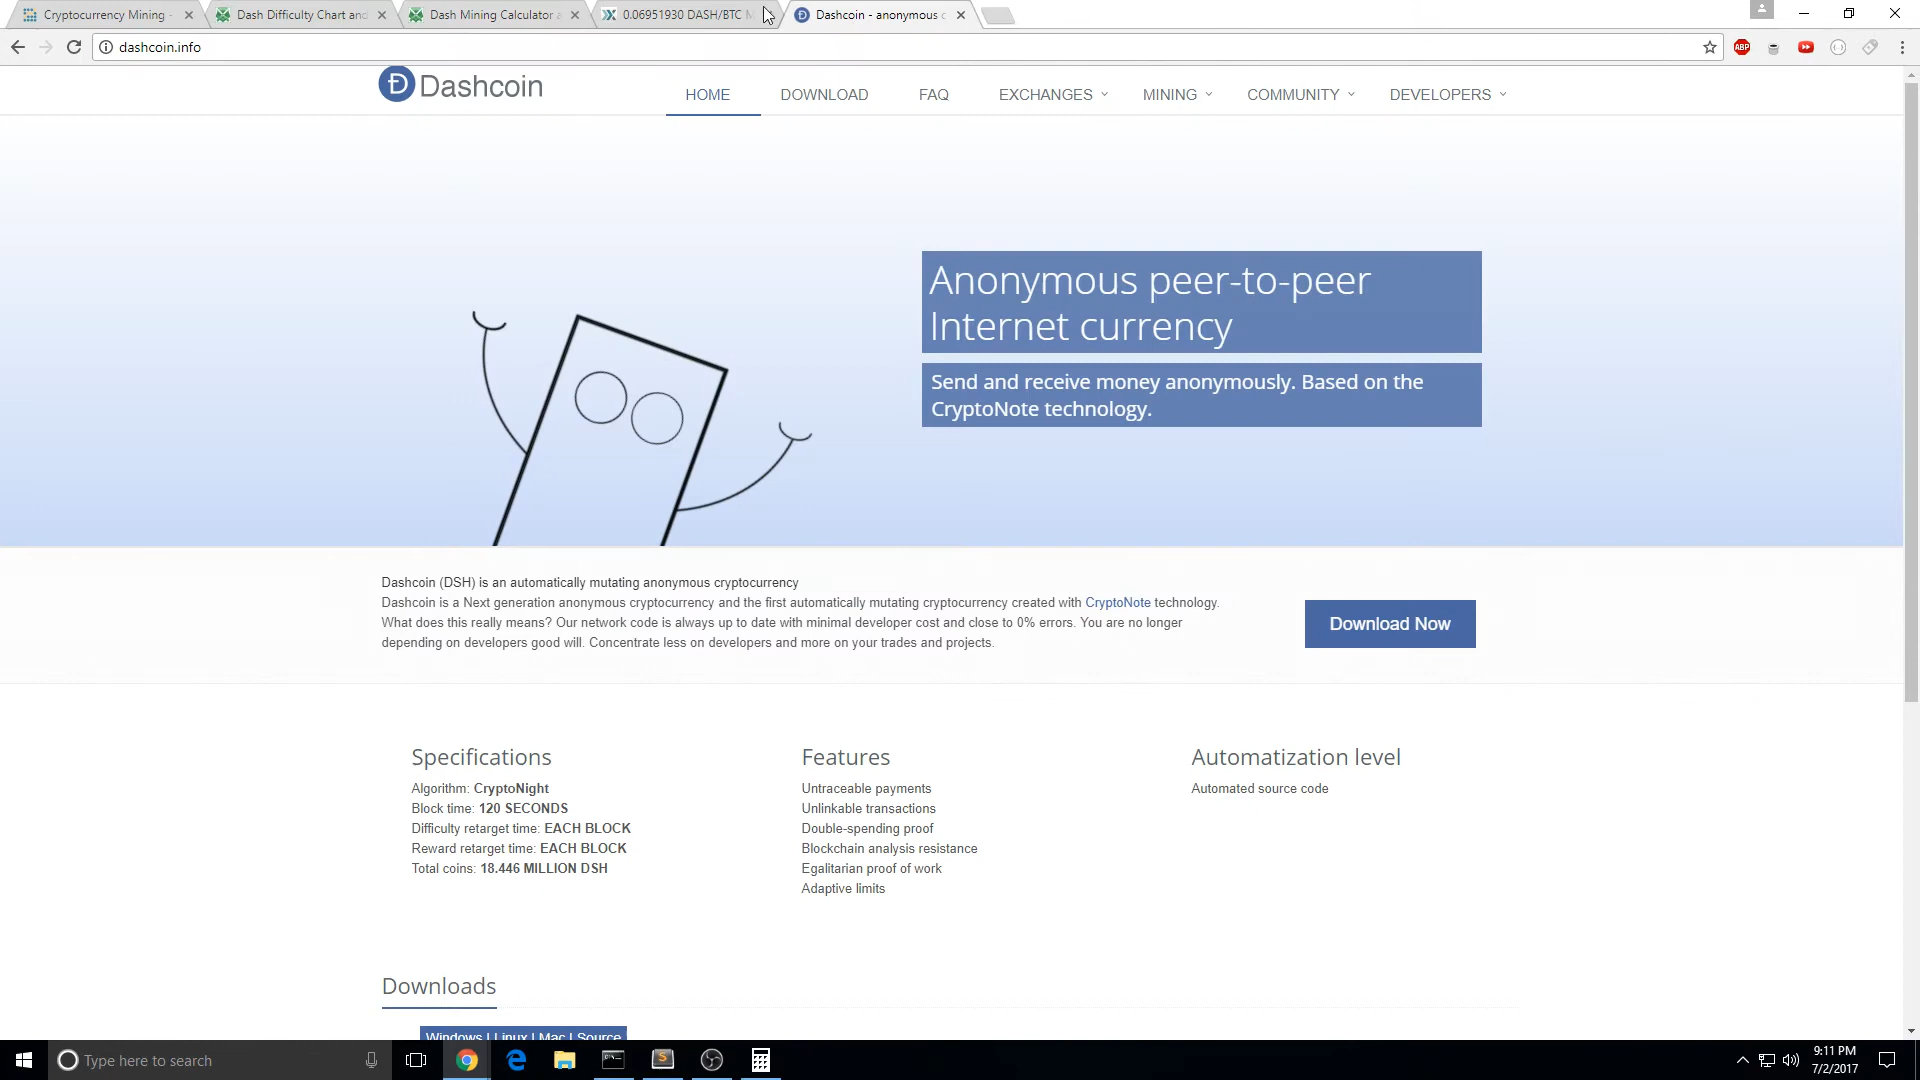 Cryptocurrency Mining -
Dash Difficulty Chart and
Dash Mining Calculator
0.06951930 DASH/BTC
Dashcoin - anonymous
dashcoin.info
ABP
Dashcoin
HOME
DOWNLOAD
FAQ
EXCHANGES
MINING
COMMUNITY
DEVELOPERS
Anonymous peer-to-peer
Internet currency
Send and receive money anonymously. Based on the
CryptoNote technology.
Dashcoin (DSH) is an automatically mutating anonymous cryptocurrency
Dashcoin is a Next generation anonymous cryptocurrency and the first automatically mutating cryptocurrency created with CryptoNote technology.
What does this really means? Our network code is always up to date with minimal developer cost and close to 0% errors. You are no longer
depending on developers good will. Concentrate less on developers and more on your trades and projects.
Download Now
Specifications
Algorithm: CryptoNight
Block time: 120 SECONDS
Difficulty retarget time: EACH BLOCK
Reward retarget time: EACH BLOCK
Total coins: 18.446 MILLION DSH
Features
Untraceable payments
Unlinkable transactions
Double-spending proof
Blockchain analysis resistance
Egalitarian proof of work
Adaptive limits
Automatization level
Automated source code
Downloads
Windows | Linux | Mac | Source
Type here to search
9:11 PM
7/2/2017